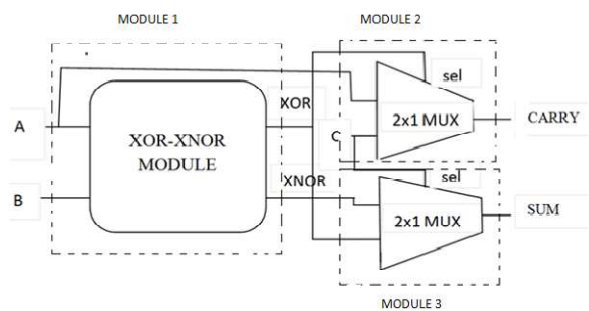 MODULE 1
MODULE 2
sel
XOR
A
2x1 MUX
CARRY
XOR-XNOR
MODULE
C
XNOR
sel
B
2x1 MUX
SUM
MODULE 3